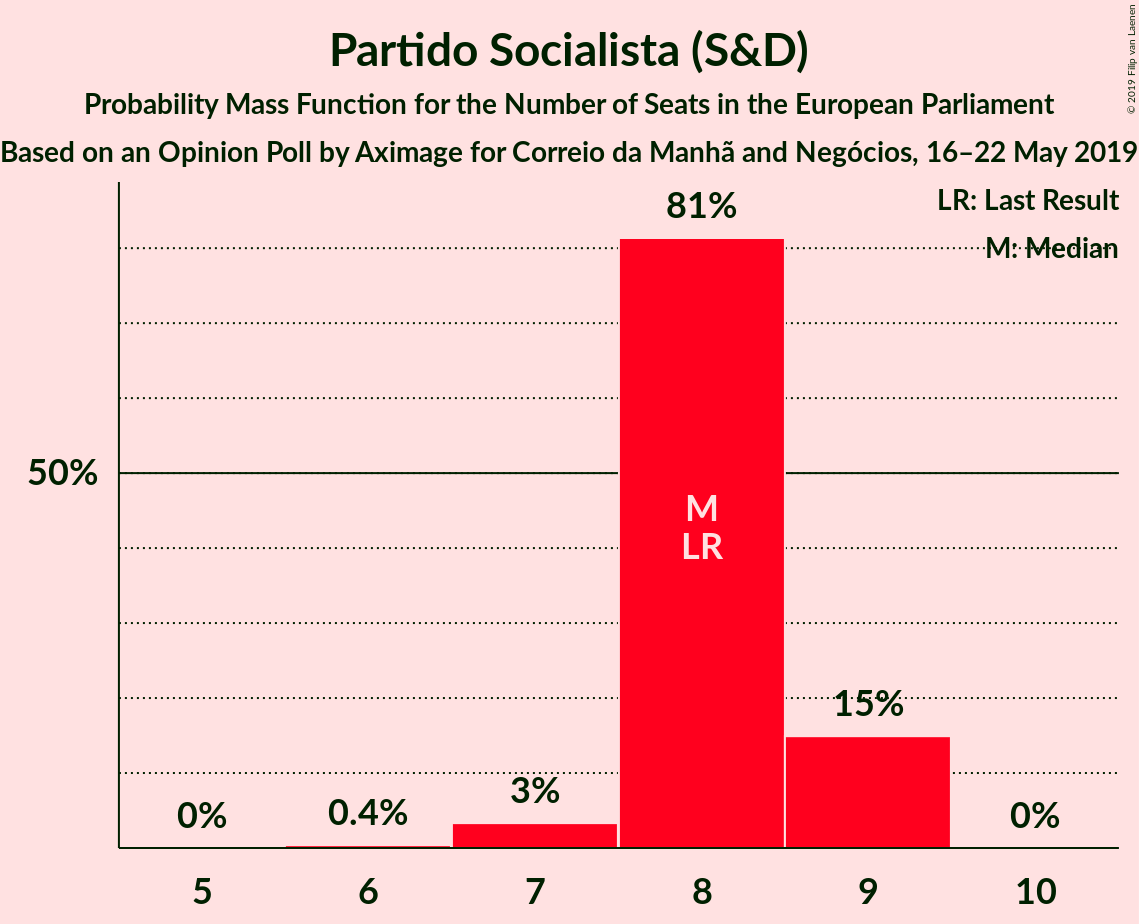 Partido Socialista (S&D)
Probability Mass Function for the Number of Seats in the European Parliament
Based on an Opinion Poll by Aximage for Correio da Manhã and Negócios, 16–22 May 2019
© 2019 Filip van Laenen
LR: Last Result
M: Median
81%
50%
M
LR
15%
3%
0%
0.4%
0%
5
6
7
8
9
10